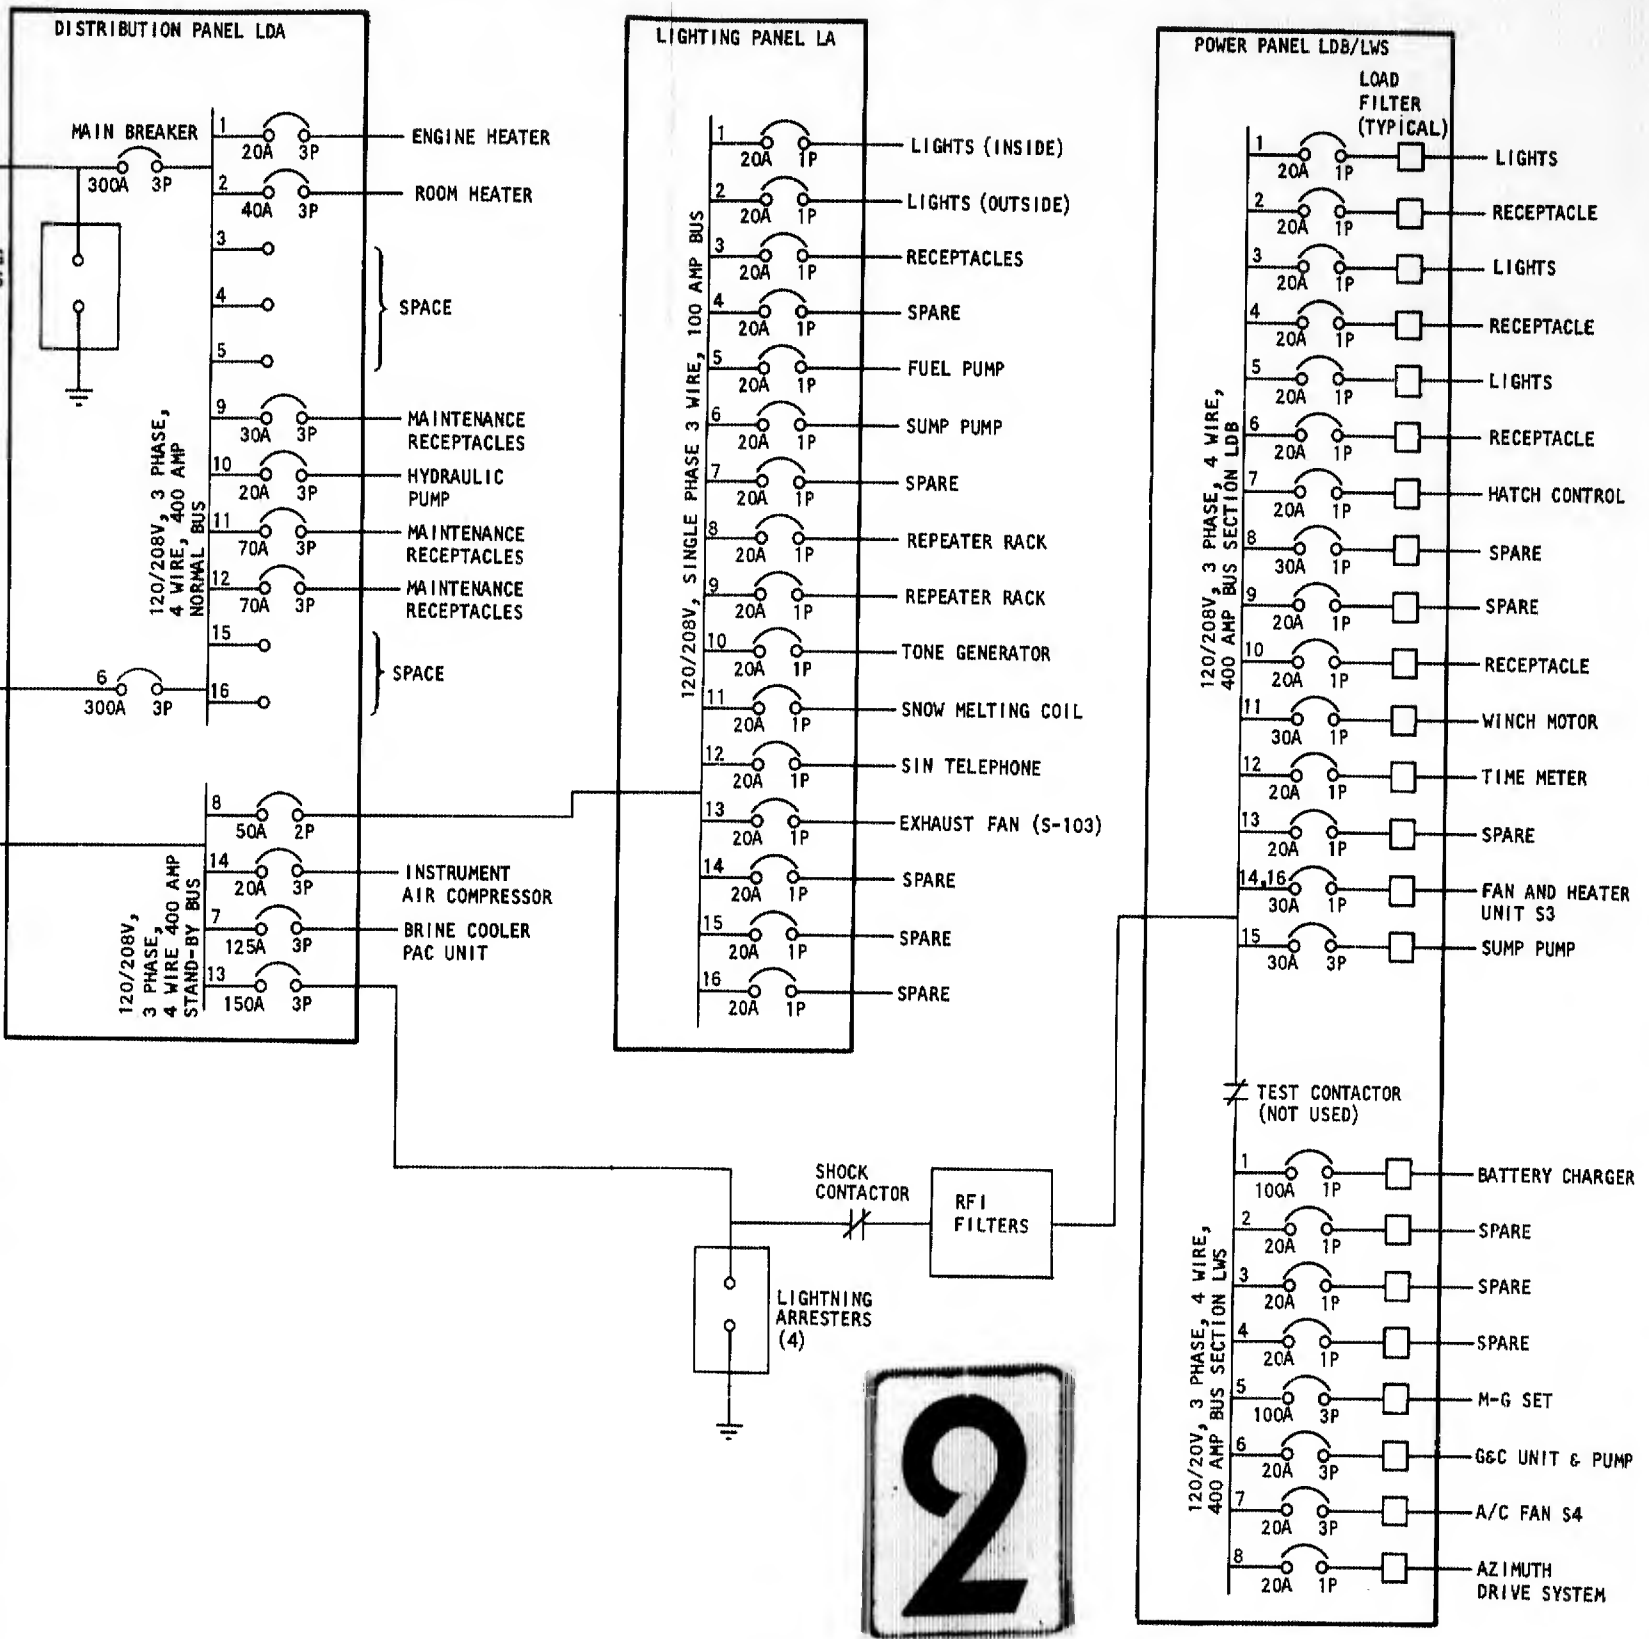 DISTRIBUTION PANEL LDA
MAIN BREAKER
300A 3P
1
20A 3P
ENGINE HEATER
2
40A 3P
ROOM HEATER
3
4
5
SPACE
9
30A 3P
MAINTENANCE
RECEPTACLES
10
20A 3P
HYDRAULIC
PUMP
11
70A 3P
MAINTENANCE
RECEPTACLES
12
70A 3P
MAINTENANCE
RECEPTACLES
15
16
SPACE
6
300A 3P
120/208V, 3 PHASE,
4 WIRE, 400 AMP
NORMAL BUS
8
50A 2P
14
20A 3P
INSTRUMENT
AIR COMPRESSOR
7
125A 3P
BRINE COOLER
PAC UNIT
13
150A 3P
120/208V,
3 PHASE,
4 WIRE 400 AMP
STAND-BY BUS
LIGHTING PANEL LA
120/208V, SINGLE PHASE 3 WIRE, 100 AMP BUS
1
20A 1P
LIGHTS (INSIDE)
2
20A 1P
LIGHTS (OUTSIDE)
3
20A 1P
RECEPTACLES
4
20A 1P
SPARE
5
20A 1P
FUEL PUMP
6
20A 1P
SUMP PUMP
7
20A 1P
SPARE
8
20A 1P
REPEATER RACK
9
20A 1P
REPEATER RACK
10
20A 1P
TONE GENERATOR
11
20A 1P
SNOW MELTING COIL
12
20A 1P
SIN TELEPHONE
13
20A 1P
EXHAUST FAN (S-103)
14
20A 1P
SPARE
15
20A 1P
SPARE
16
20A 1P
SPARE
SHOCK
CONTACTOR
RFI
FILTERS
LIGHTNING
ARRESTERS
(4)
POWER PANEL LDB/LWS
LOAD
FILTER
(TYPICAL)
120/208V, 3 PHASE, 4 WIRE,
400 AMP BUS SECTION LDB
1
20A 1P
LIGHTS
2
20A 1P
RECEPTACLE
3
20A 1P
LIGHTS
4
20A 1P
RECEPTACLE
5
20A 1P
LIGHTS
6
20A 1P
RECEPTACLE
7
20A 1P
HATCH CONTROL
8
30A 1P
SPARE
9
20A 1P
SPARE
10
20A 1P
RECEPTACLE
11
30A 1P
WINCH MOTOR
12
20A 1P
TIME METER
13
20A 1P
SPARE
14,16
30A 1P
FAN AND HEATER
UNIT S3
15
30A 3P
SUMP PUMP
TEST CONTACTOR
(NOT USED)
120/20V, 3 PHASE, 4 WIRE,
400 AMP BUS SECTION LWS
1
100A 1P
BATTERY CHARGER
2
20A 1P
SPARE
3
20A 1P
SPARE
4
20A 1P
SPARE
5
100A 3P
M-G SET
6
20A 3P
G&C UNIT & PUMP
7
20A 3P
A/C FAN S4
8
20A 1P
AZIMUTH
DRIVE SYSTEM
2